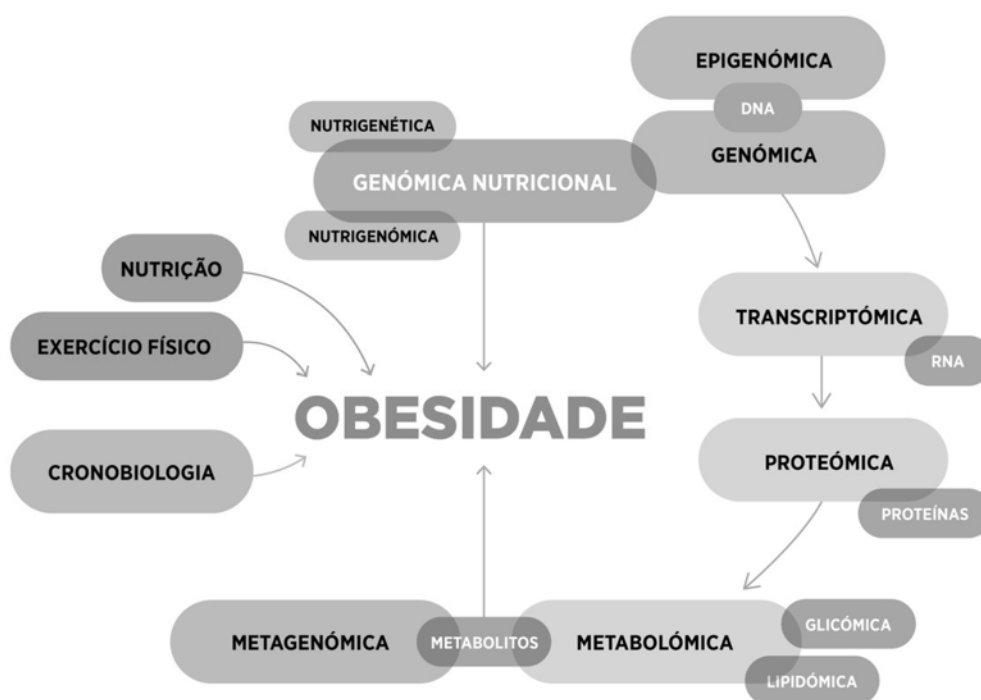 EPIGENÓMICA
DNA
GENÓMICA
NUTRIGENÉTICA
GENÓMICA NUTRICIONAL
NUTRIGENÓMICA
NUTRIÇÃO
EXERCÍCIO FÍSICO
CRONOBIOLOGIA
OBESIDADE
TRANSCRIPTÓMICA
RNA
PROTEÓMICA
PROTEÍNAS
METAGENÓMICA
METABOLITOS
METABOLÓMICA
GLICÓMICA
LIPIDÓMICA